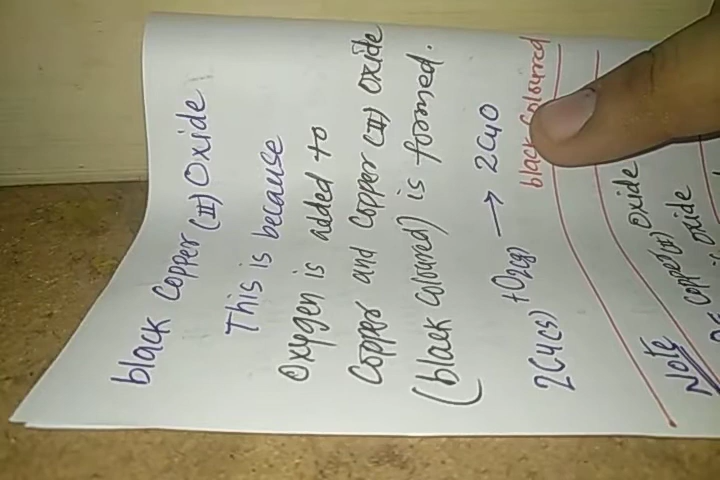 black Copper (II) Oxide
This is because
Oxygen is added to
Copper and Copper (II) Oxide
(black Coloured) is formed.
2Cu(s) + O2(g) → 2CuO
black Coloured
Note
Copper(II) Oxide
Oxide